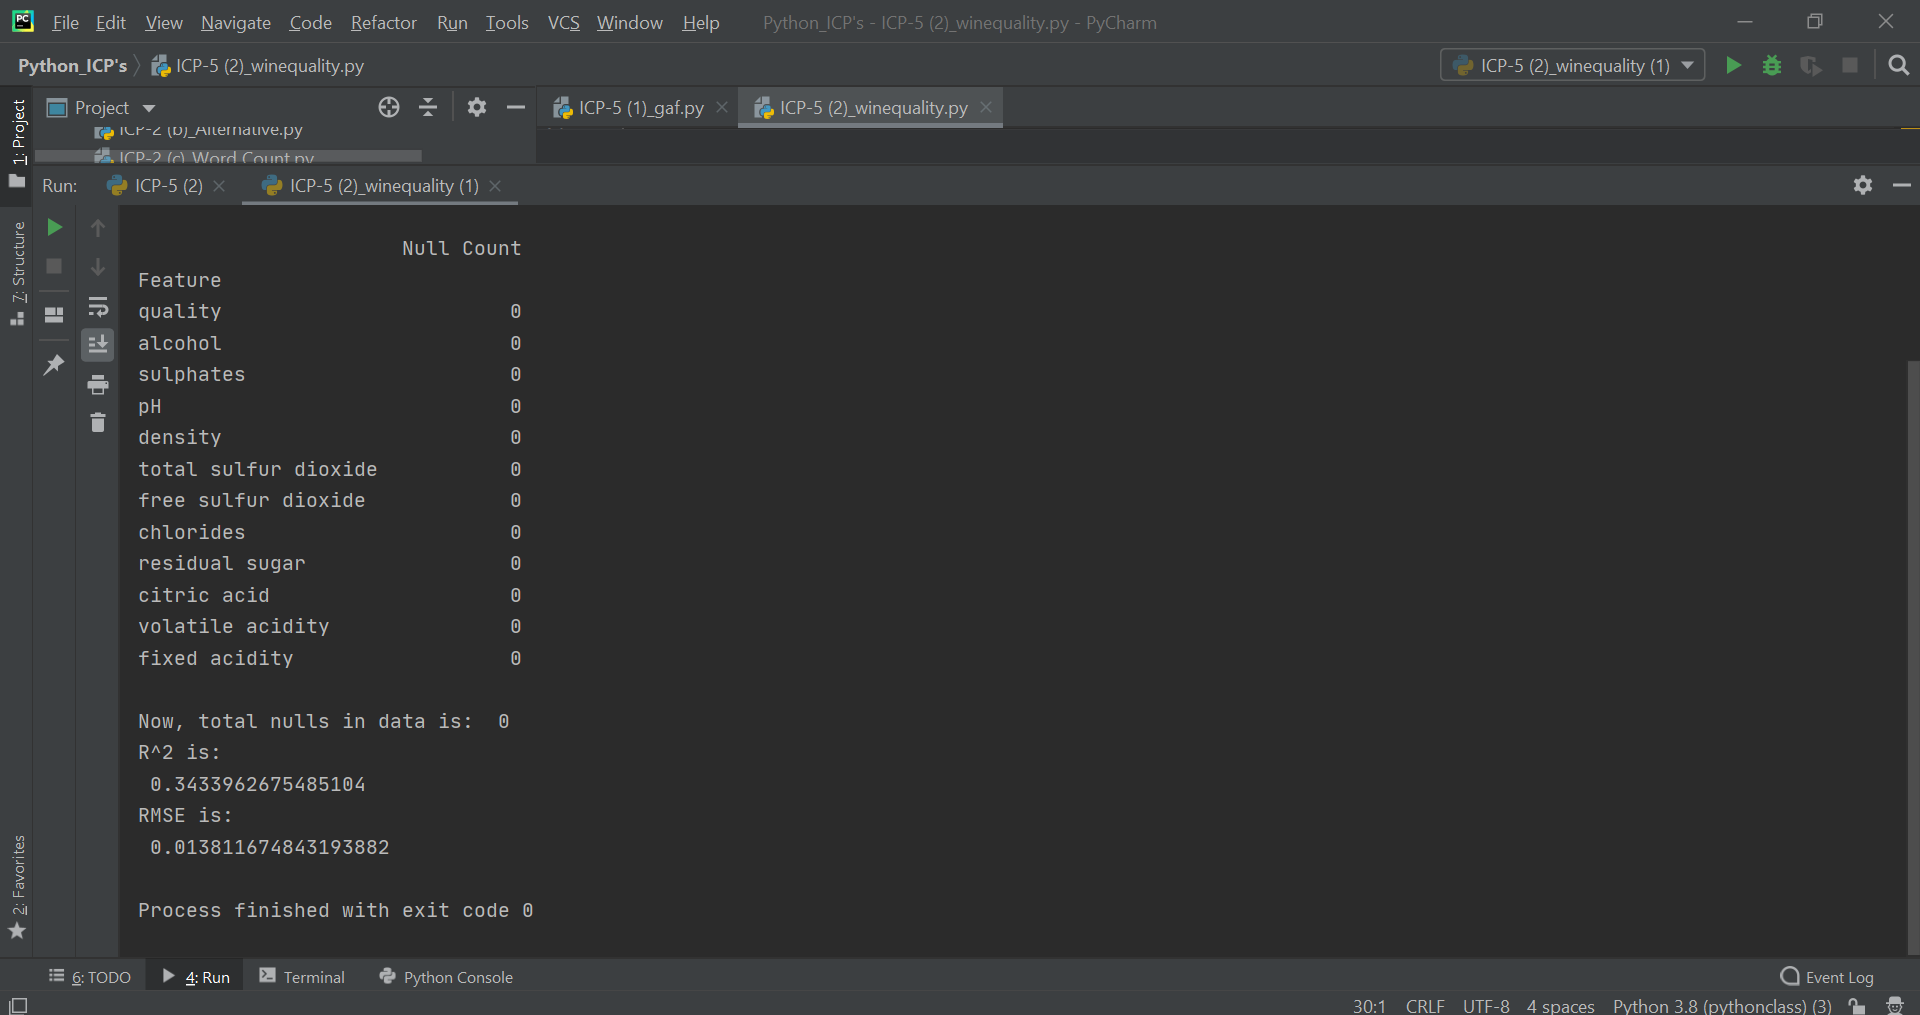 PC File Edit View Navigate Code Refactor Run Tools VCS Window Help Python_ICP's - ICP-5 (2)_winequality.py - PyCharm
Python_ICP's ICP-5 (2)_winequality.py ICP-5 (2)_winequality (1)
1: Project
Project ICP-5 (1)_gaf.py ICP-5 (2)_winequality.py
ICP-2 (b)_Alternative.py
ICP-2 (c)_Word Count.py
Run: ICP-5 (2) ICP-5 (2)_winequality (1)
7: Structure
Null Count
Feature
quality 0
alcohol 0
sulphates 0
pH 0
density 0
total sulfur dioxide 0
free sulfur dioxide 0
chlorides 0
residual sugar 0
citric acid 0
volatile acidity 0
fixed acidity 0
Now, total nulls in data is:  0
R^2 is:
0.3433962675485104
RMSE is:
0.013811674843193882
Process finished with exit code 0
2: Favorites
6: TODO 4: Run Terminal Python Console Event Log
30:1 CRLF UTF-8 4 spaces Python 3.8 (pythonclass) (3)